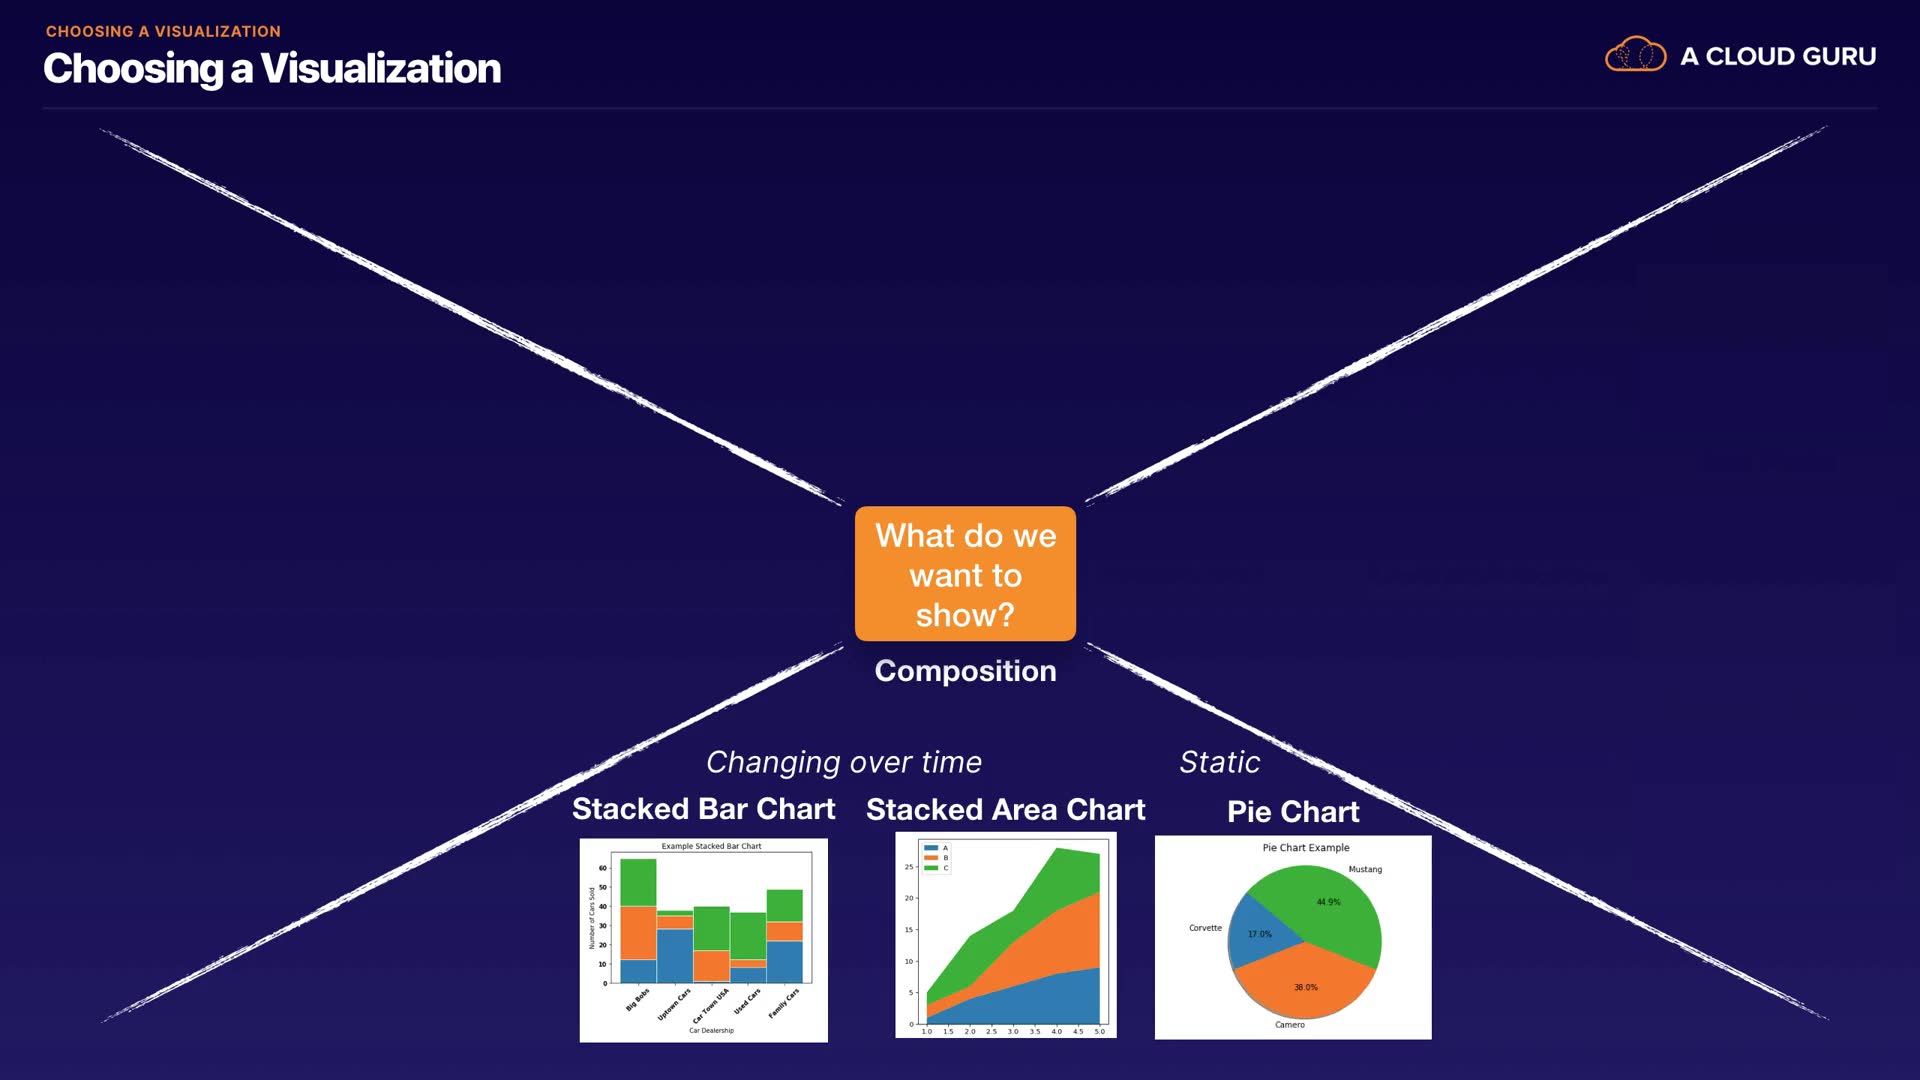 CHOOSING A VISUALIZATION
Choosing a Visualization
A CLOUD GURU
What do we
want to
show?
Composition
Changing over time
Static
Stacked Bar Chart
Stacked Area Chart
Pie Chart
Example Stacked Bar Chart
Number of Cars Sold
60
50
40
30
20
10
0
Big Bobs
Uptown Cars
Car Town USA
Used Cars
Family Cars
Car Dealership
A
B
C
25
20
15
10
5
0
1.0 1.5 2.0 2.5 3.0 3.5 4.0 4.5 5.0
Pie Chart Example
Mustang
44.9%
Corvette
17.0%
38.0%
Camero